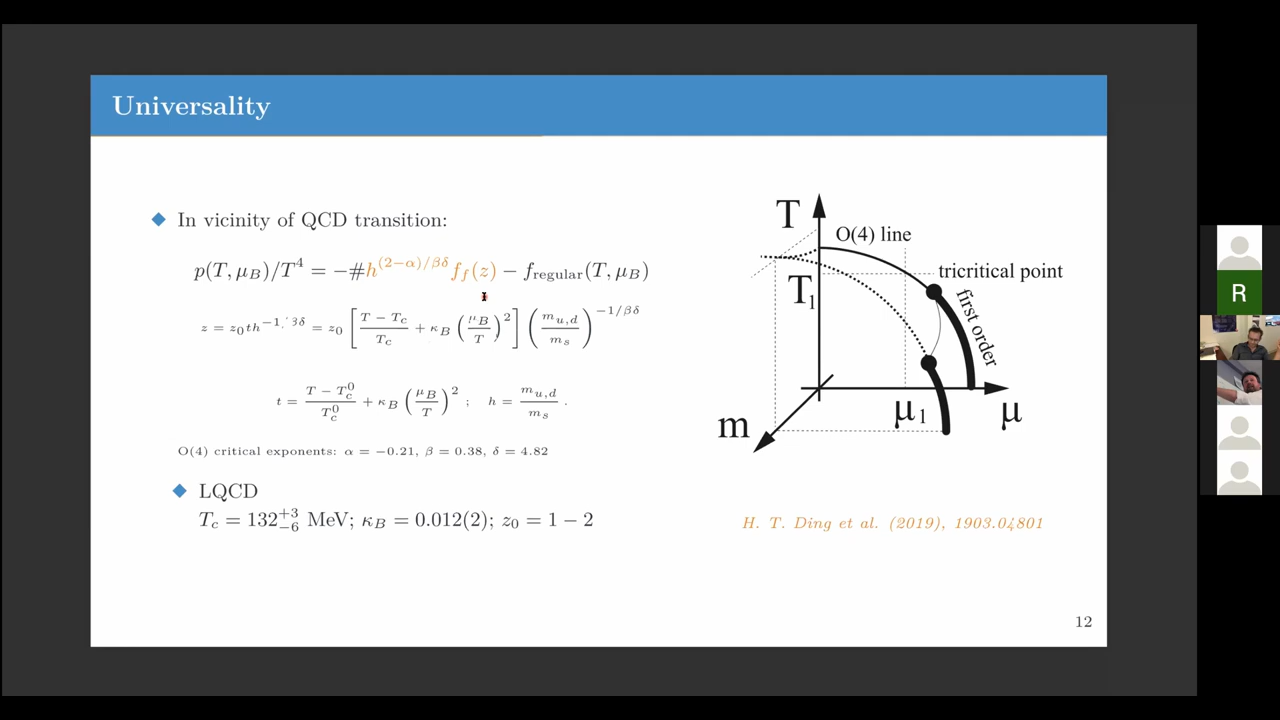 Universality
In vicinity of QCD transition:
p(T, μ_B)/T⁴ = −#h^{(2−α)/βδ} f_f(z) − f_regular(T, μ_B)
z = z₀th^{−1/βδ} = z₀ [ (T − T_c)/T_c + κ_B (μ_B/T)² ] (m_{u,d}/m_s)^{−1/βδ}
t = (T − T_c⁰)/T_c⁰ + κ_B (μ_B/T)² ; h = m_{u,d}/m_s .
O(4) critical exponents: α = −0.21, β = 0.38, δ = 4.82
LQCD
T_c = 132^{+3}_{−6} MeV; κ_B = 0.012(2); z₀ = 1 − 2
T
O(4) line
tricritical point
T₁
first order
μ₁
μ
m
H. T. Ding et al. (2019), 1903.04801
12
R